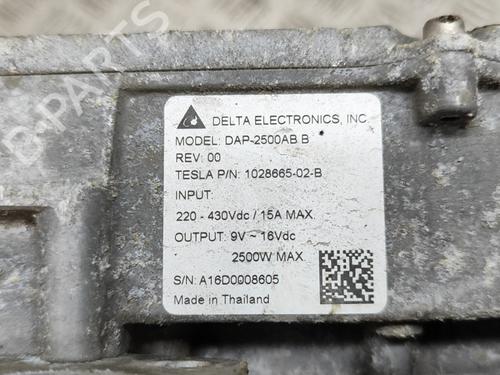 DELTA ELECTRONICS, INC.
MODEL: DAP-2500AB B
REV: 00
TESLA P/N: 1028665-02-B
INPUT:
220 - 430Vdc / 15A MAX
OUTPUT: 9V ~ 16Vdc
2500W MAX
S/N: A16D0908605
Made in Thailand